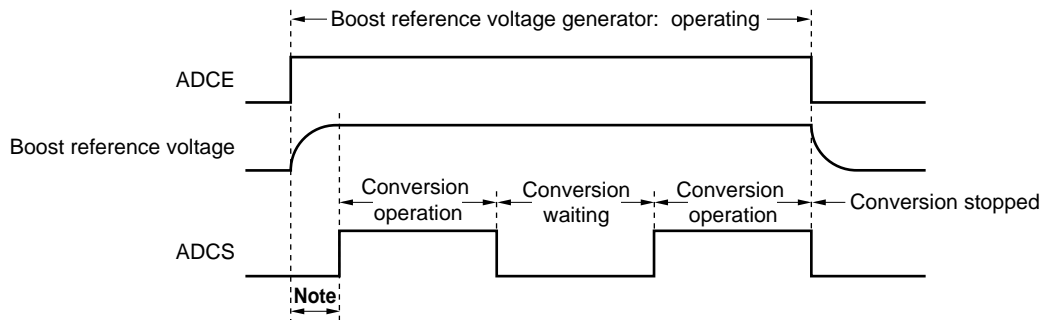 Boost reference voltage generator: operating
ADCE
Boost reference voltage
Conversion operation
Conversion waiting
Conversion operation
Conversion stopped
ADCS
Note